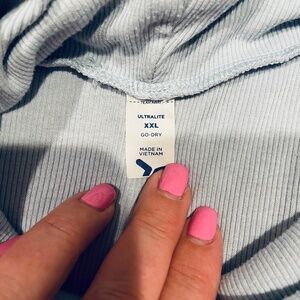 ULTRALITE
XXL
GO-DRY
MADE IN
VIETNAM